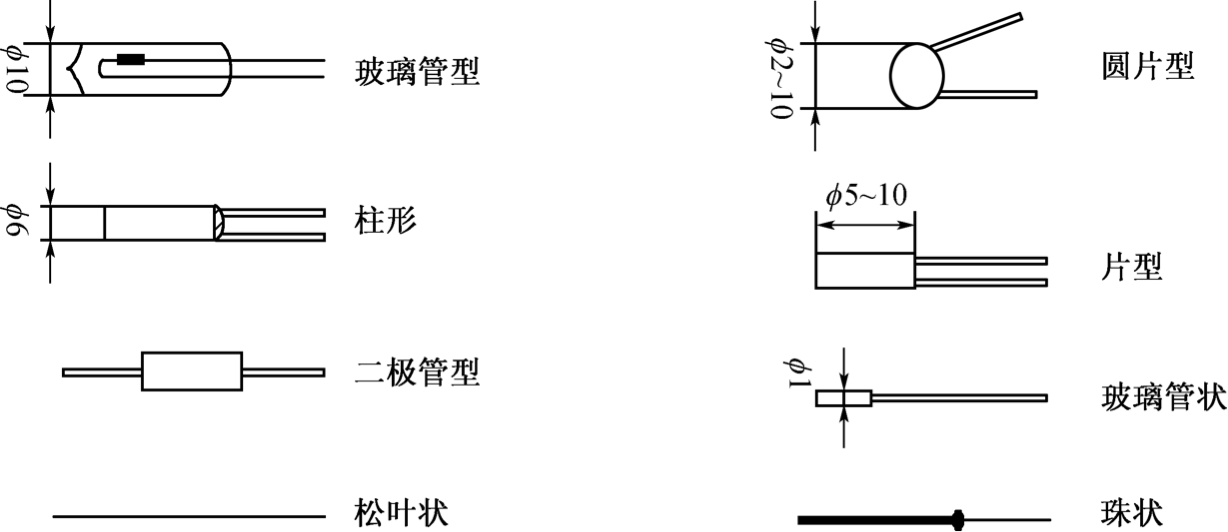 ϕ10
玻璃管型
ϕ2~10
圆片型
ϕ6
柱形
ϕ5~10
片型
二极管型
ϕ1
玻璃管状
松叶状
珠状